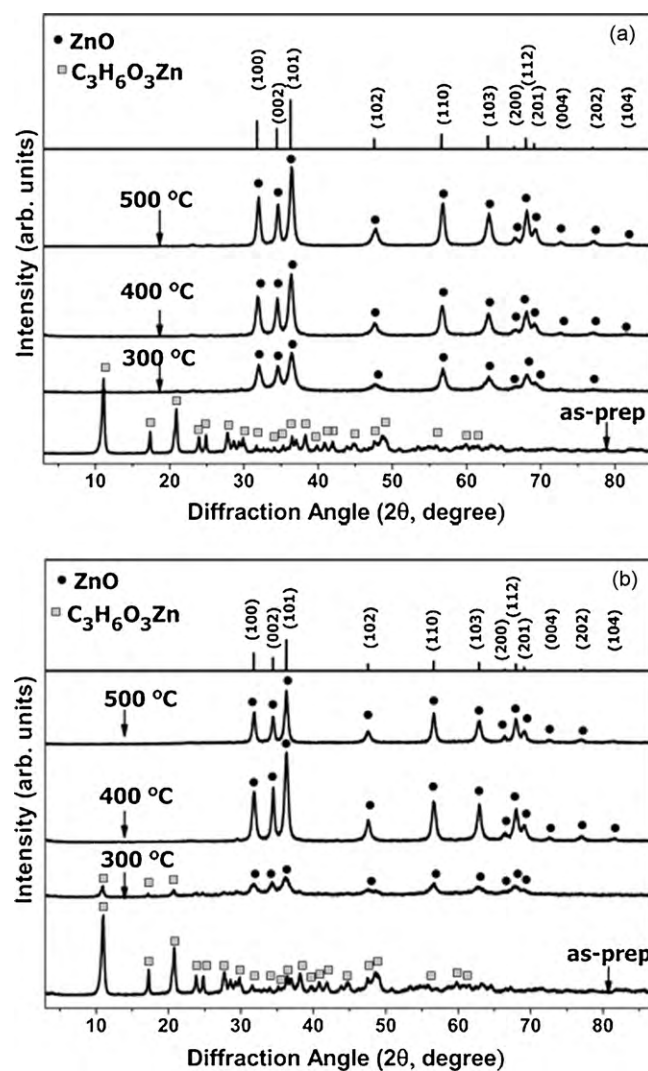 (a)
● ZnO
■ C₃H₆O₃Zn
(100)
(002)
(101)
(102)
(110)
(103)
(200)
(112)
(201)
(004)
(202)
(104)
500 °C
400 °C
300 °C
as-prep
Intensity (arb. units)
10 20 30 40 50 60 70 80
Diffraction Angle (2θ, degree)
(b)
● ZnO
■ C₃H₆O₃Zn
(100)
(002)
(101)
(102)
(110)
(103)
(200)
(112)
(201)
(004)
(202)
(104)
500 °C
400 °C
300 °C
as-prep
Intensity (arb. units)
10 20 30 40 50 60 70 80
Diffraction Angle (2θ, degree)